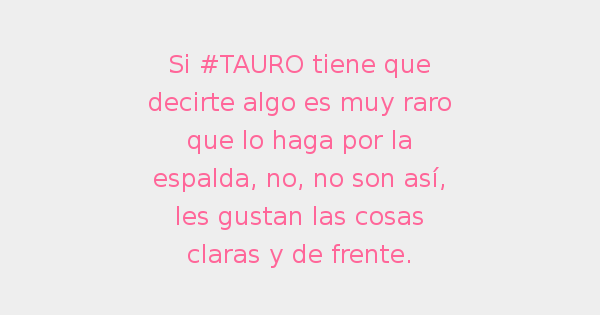 Si #TAURO tiene que
decirte algo es muy raro
que lo haga por la
espalda, no, no son así,
les gustan las cosas
claras y de frente.